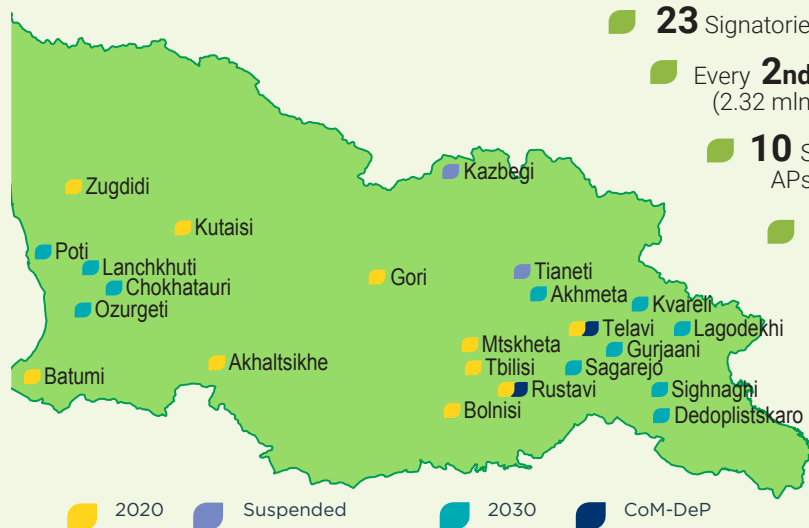 23 Signatorie
Every 2nd
(2.32 mln
10 S
APs
Kazbegi
Zugdidi
Kutaisi
Poti
Lanchkhuti
Chokhatauri
Ozurgeti
Gori
Tianeti
Akhmeta
Kvareli
Telavi
Lagodekhi
Mtskheta
Gurjaani
Tbilisi
Sagarejo
Akhaltsikhe
Batumi
Rustavi
Sighnaghi
Bolnisi
Dedoplistskaro
2020
Suspended
2030
CoM-DeP